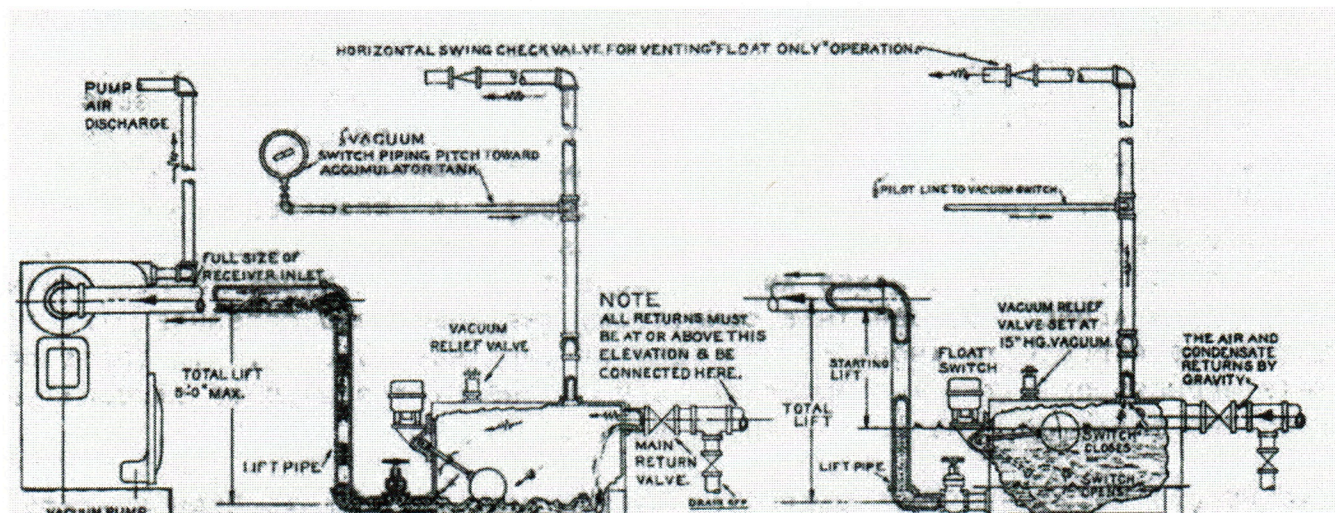 HORIZONTAL SWING CHECK VALVE FOR VENTING "FLOAT ONLY" OPERATION
PUMP
AIR
DISCHARGE
VACUUM
SWITCH PIPING PITCH TOWARD
ACCUMULATOR TANK
PILOT LINE TO VACUUM SWITCH
FULL SIZE OF
RECEIVER INLET
TOTAL LIFT
MAX.
LIFT PIPE
VACUUM
RELIEF VALVE
NOTE
ALL RETURNS MUST
BE AT OR ABOVE THIS
ELEVATION & BE
CONNECTED HERE.
MAIN
RETURN
VALVE.
DRAIN OFF
STARTING
LIFT
TOTAL
LIFT
LIFT PIPE
FLOAT
SWITCH
VACUUM RELIEF
VALVE SET AT
15" HG. VACUUM
THE AIR AND
CONDENSATE
RETURNS BY
GRAVITY.
SWITCH
CLOSES
SWITCH
OPENS
VACUUM PUMP